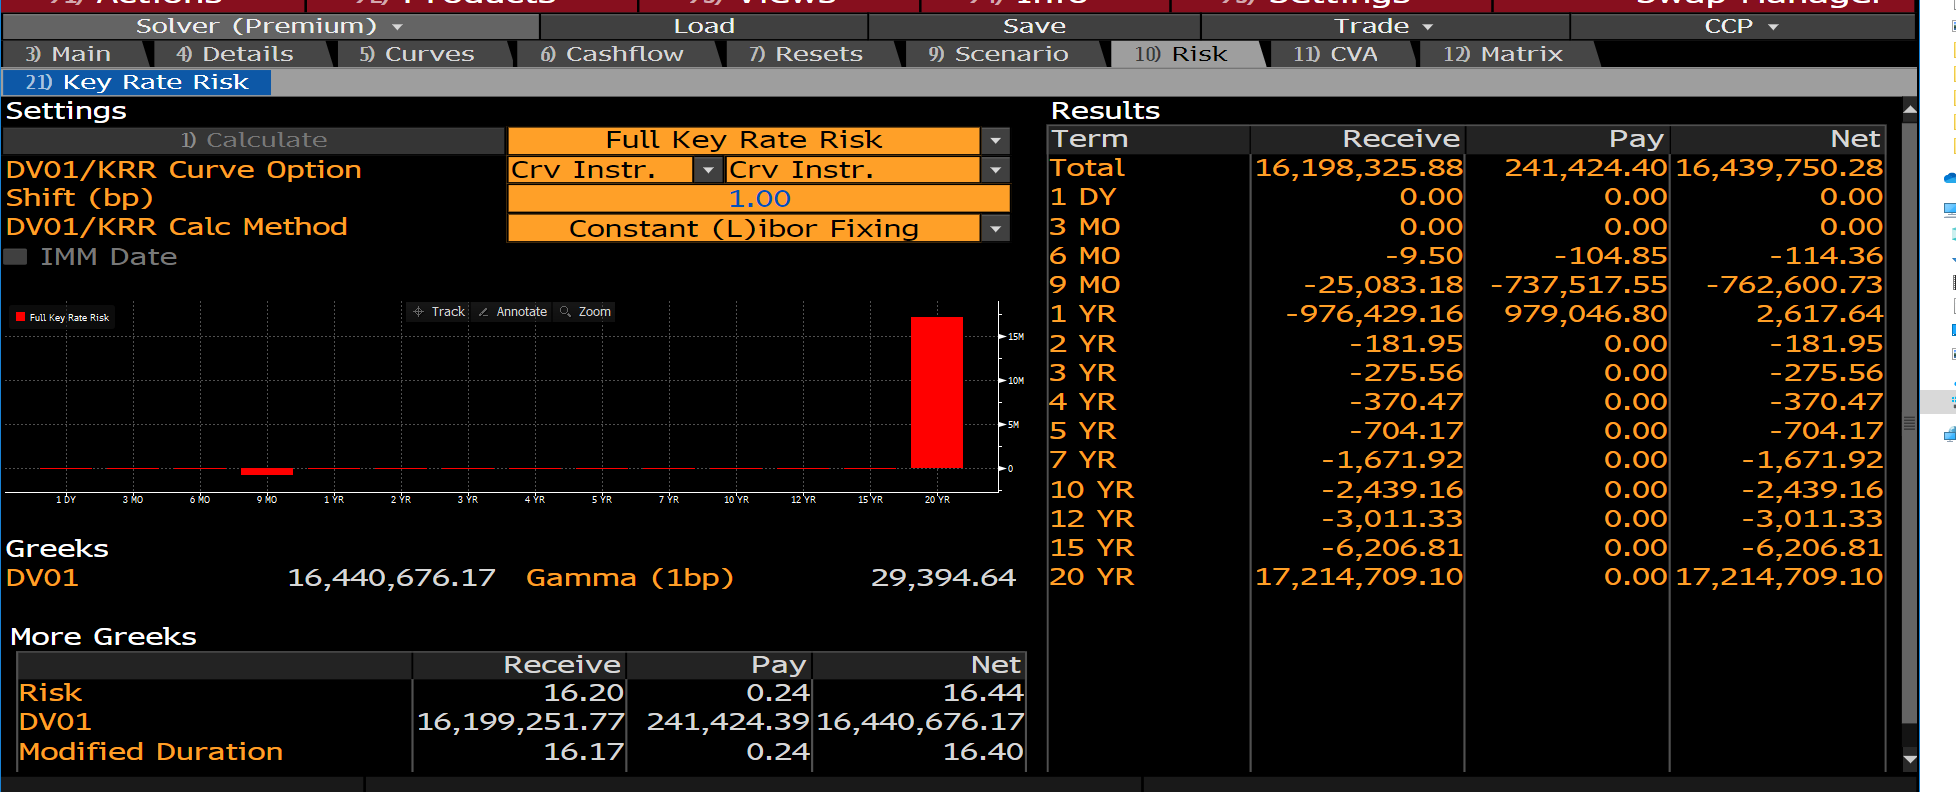 Solver (Premium) Load Save Trade CCP
3) Main 4) Details 5) Curves 6) Cashflow 7) Resets 9) Scenario 10) Risk 11) CVA 12) Matrix
21) Key Rate Risk
Settings
1) Calculate Full Key Rate Risk
DV01/KRR Curve Option Crv Instr. Crv Instr.
Shift (bp) 1.00
DV01/KRR Calc Method Constant (L)ibor Fixing
IMM Date
Full Key Rate Risk
Track Annotate Zoom
15M
10M
5M
0
1 DY 3 MO 6 MO 9 MO 1 YR 2 YR 3 YR 4 YR 5 YR 7 YR 10 YR 12 YR 15 YR 20 YR
Greeks
DV01 16,440,676.17 Gamma (1bp) 29,394.64
More Greeks
Receive Pay Net
Risk 16.20 0.24 16.44
DV01 16,199,251.77 241,424.39 16,440,676.17
Modified Duration 16.17 0.24 16.40
Results
Term Receive Pay Net
Total 16,198,325.88 241,424.40 16,439,750.28
1 DY 0.00 0.00 0.00
3 MO 0.00 0.00 0.00
6 MO -9.50 -104.85 -114.36
9 MO -25,083.18 -737,517.55 -762,600.73
1 YR -976,429.16 979,046.80 2,617.64
2 YR -181.95 0.00 -181.95
3 YR -275.56 0.00 -275.56
4 YR -370.47 0.00 -370.47
5 YR -704.17 0.00 -704.17
7 YR -1,671.92 0.00 -1,671.92
10 YR -2,439.16 0.00 -2,439.16
12 YR -3,011.33 0.00 -3,011.33
15 YR -6,206.81 0.00 -6,206.81
20 YR 17,214,709.10 0.00 17,214,709.10